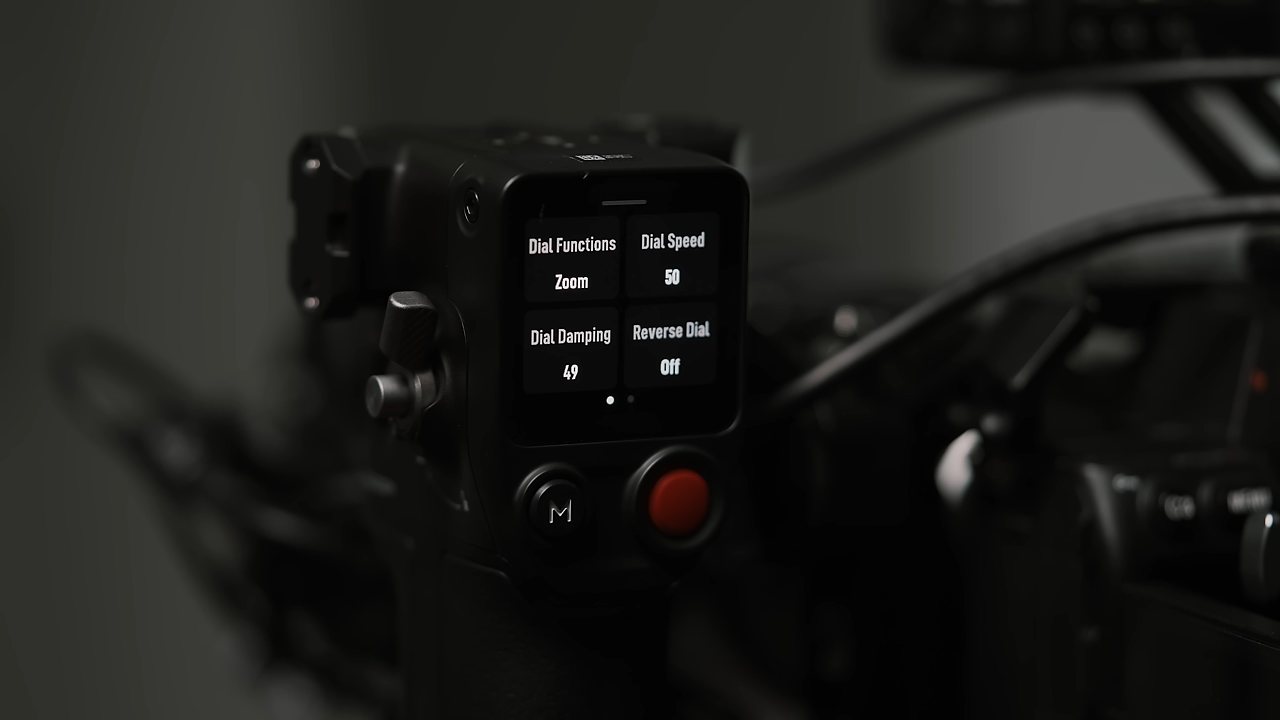 Dial Functions
Zoom
Dial Speed
50
Dial Damping
49
Reverse Dial
Off
M